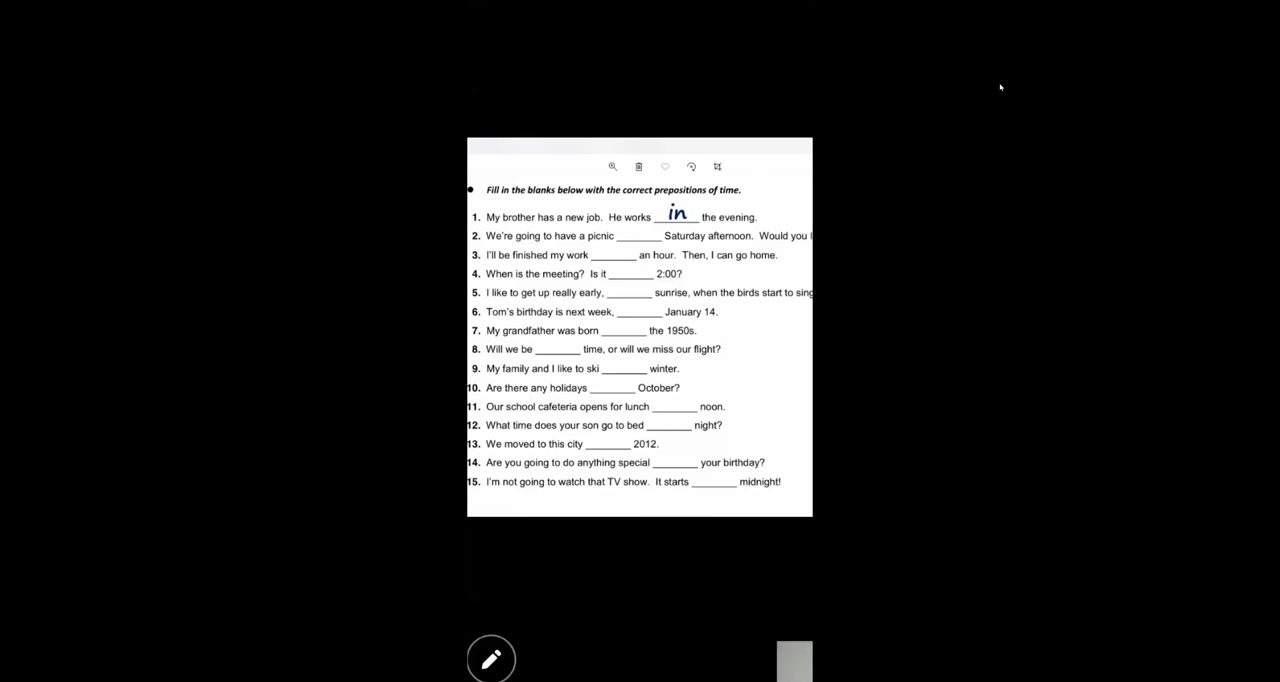 Fill in the blanks below with the correct prepositions of time.
1. My brother has a new job. He works in the evening.
2. We're going to have a picnic ________ Saturday afternoon. Would you l
3. I'll be finished my work ________ an hour. Then, I can go home.
4. When is the meeting? Is it ________ 2:00?
5. I like to get up really early, ________ sunrise, when the birds start to sing
6. Tom's birthday is next week, ________ January 14.
7. My grandfather was born ________ the 1950s.
8. Will we be ________ time, or will we miss our flight?
9. My family and I like to ski ________ winter.
10. Are there any holidays ________ October?
11. Our school cafeteria opens for lunch ________ noon.
12. What time does your son go to bed ________ night?
13. We moved to this city ________ 2012.
14. Are you going to do anything special ________ your birthday?
15. I'm not going to watch that TV show. It starts ________ midnight!